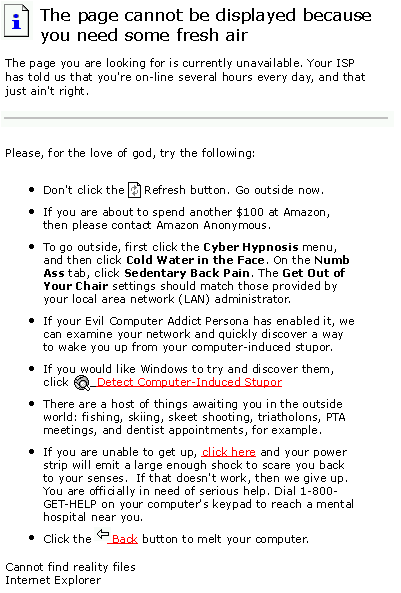 The page cannot be displayed because
you need some fresh air
The page you are looking for is currently unavailable. Your ISP
has told us that you're on-line several hours every day, and that
just ain't right.
Please, for the love of god, try the following:
Don't click the Refresh button. Go outside now.
If you are about to spend another $100 at Amazon,
then please contact Amazon Anonymous.
To go outside, first click the Cyber Hypnosis menu,
and then click Cold Water in the Face. On the Numb
Ass tab, click Sedentary Back Pain. The Get Out of
Your Chair settings should match those provided by
your local area network (LAN) administrator.
If your Evil Computer Addict Persona has enabled it, we
can examine your network and quickly discover a way
to wake you up from your computer-induced stupor.
If you would like Windows to try and discover them,
click Detect Computer-Induced Stupor
There are a host of things awaiting you in the outside
world: fishing, skiing, skeet shooting, triatholons, PTA
meetings, and dentist appointments, for example.
If you are unable to get up, click here and your power
strip will emit a large enough shock to scare you back
to your senses. If that doesn't work, then we give up.
You are officially in need of serious help. Dial 1-800-
GET-HELP on your computer's keypad to reach a mental
hospital near you.
Click the Back button to melt your computer.
Cannot find reality files
Internet Explorer